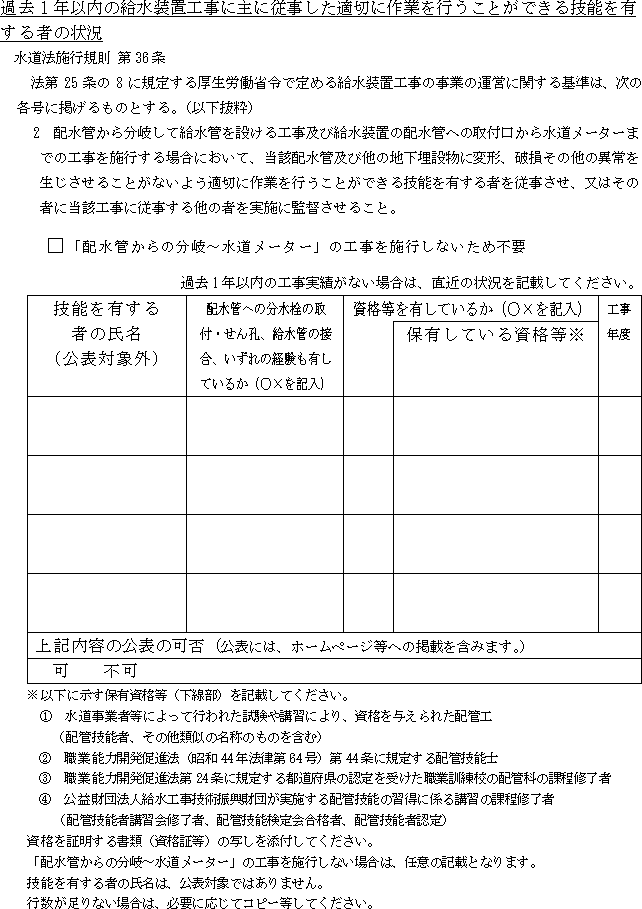 過去1年以内の給水装置工事に主に従事した適切に作業を行うことができる技能を有
する者の状況
水道法施行規則 第36条
法第25条の8に規定する厚生労働省令で定める給水装置工事の事業の運営に関する基準は、次の
各号に掲げるものとする。（以下抜粋）
2 配水管から分岐して給水管を設ける工事及び給水装置の配水管への取付口から水道メーターま
での工事を施行する場合において、当該配水管及び他の地下埋設物に変形、破損その他の異常を
生じさせることがないよう適切に作業を行うことができる技能を有する者を従事させ、又はその
者に当該工事に従事する他の者を実施に監督させること。
□「配水管からの分岐～水道メーター」の工事を施行しないため不要
過去1年以内の工事実績がない場合は、直近の状況を記載してください。
技能を有する
者の氏名
（公表対象外）
配水管への分水栓の取
付・せん孔、給水管の接
合、いずれの経験も有し
ているか（〇×を記入）
資格等を有しているか（〇×を記入）
保有している資格等※
工事
年度
上記内容の公表の可否（公表には、ホームページ等への掲載を含みます。）
可　　不可
※以下に示す保有資格等（下線部）を記載してください。
① 水道事業者等によって行われた試験や講習により、資格を与えられた配管工
（配管技能者、その他類似の名称のものを含む）
② 職業能力開発促進法（昭和44年法律第64号）第44条に規定する配管技能士
③ 職業能力開発促進法第24条に規定する都道府県の認定を受けた職業訓練校の配管科の課程修了者
④ 公益財団法人給水工事技術振興財団が実施する配管技能の習得に係る講習の課程修了者
（配管技能者講習会修了者、配管技能検定会合格者、配管技能者認定）
資格を証明する書類（資格証等）の写しを添付してください。
「配水管からの分岐～水道メーター」の工事を施行しない場合は、任意の記載となります。
技能を有する者の氏名は、公表対象ではありません。
行数が足りない場合は、必要に応じてコピー等してください。